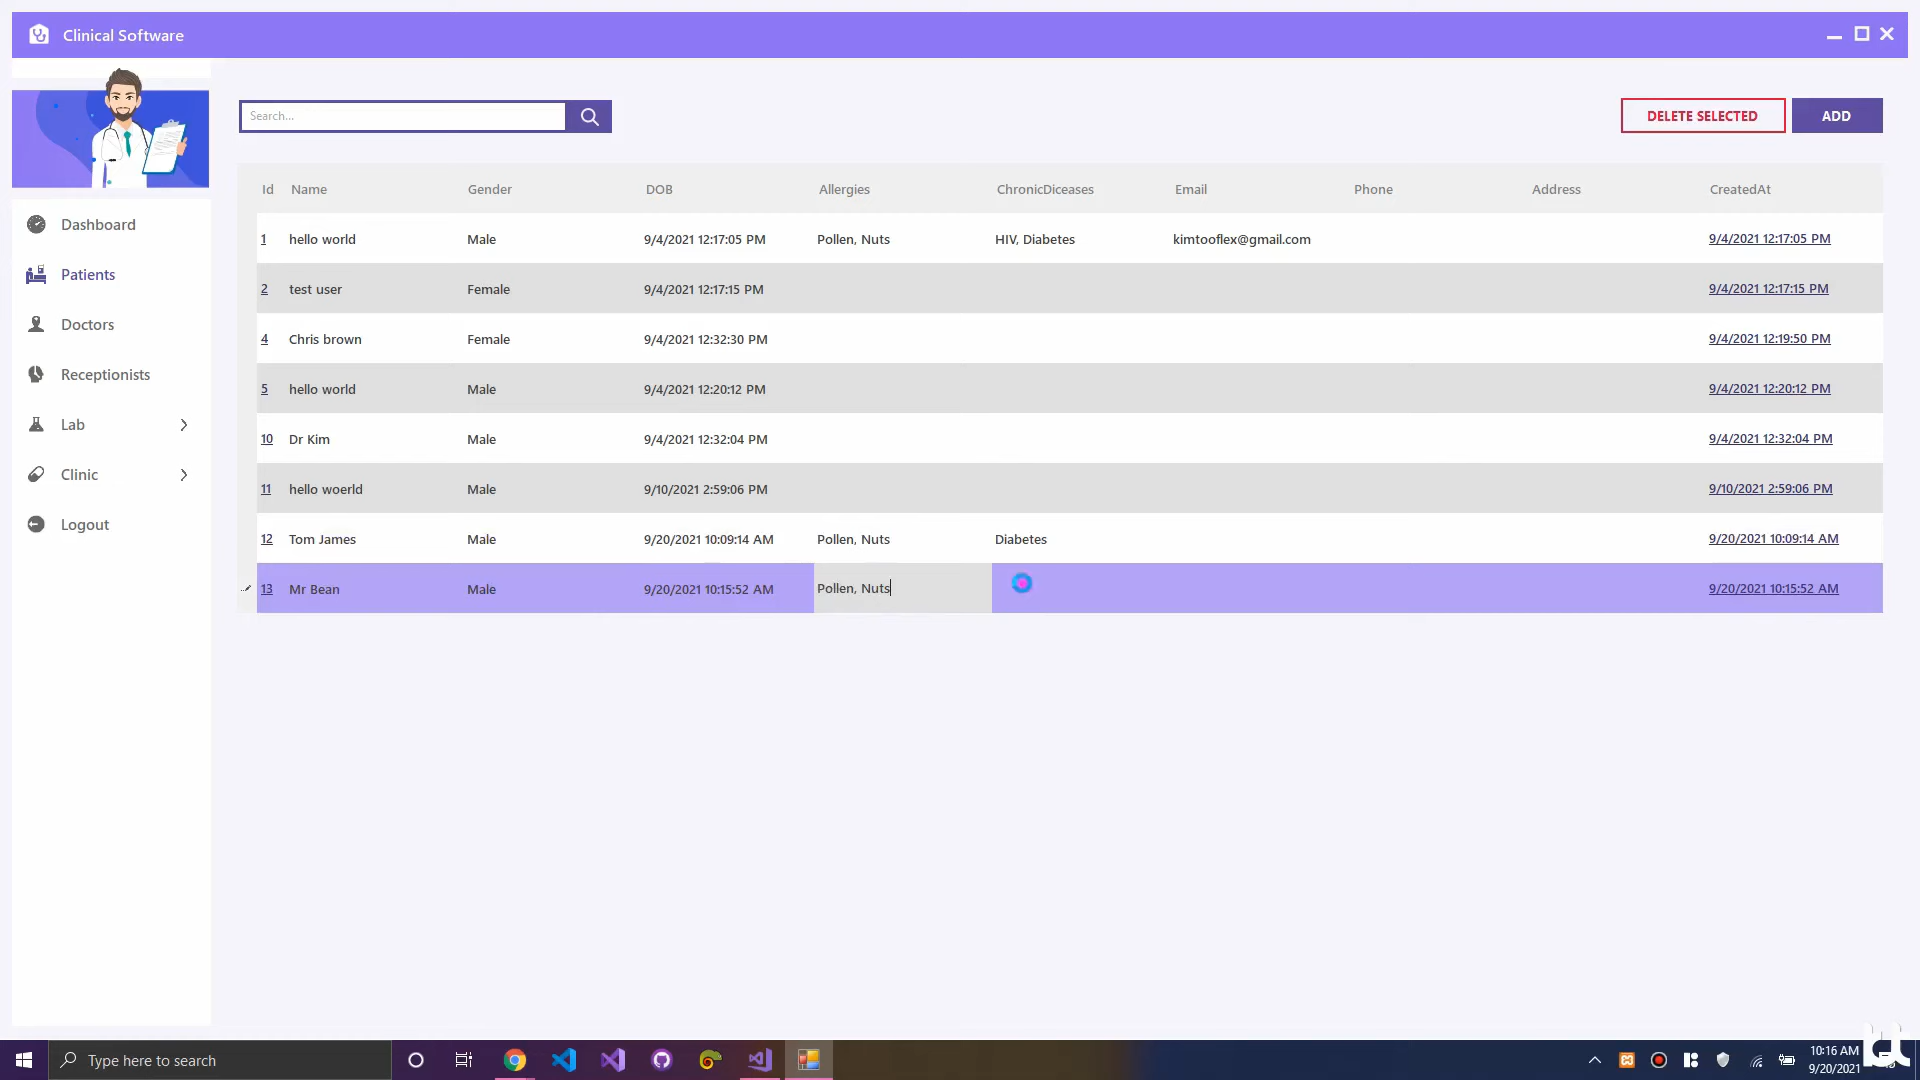 Clinical Software
Search...
DELETE SELECTED
ADD
Id Name Gender DOB Allergies ChronicDiceases Email Phone Address CreatedAt
1 hello world Male 9/4/2021 12:17:05 PM Pollen, Nuts HIV, Diabetes kimtooflex@gmail.com 9/4/2021 12:17:05 PM
2 test user Female 9/4/2021 12:17:15 PM 9/4/2021 12:17:15 PM
4 Chris brown Female 9/4/2021 12:32:30 PM 9/4/2021 12:19:50 PM
5 hello world Male 9/4/2021 12:20:12 PM 9/4/2021 12:20:12 PM
10 Dr Kim Male 9/4/2021 12:32:04 PM 9/4/2021 12:32:04 PM
11 hello woerld Male 9/10/2021 2:59:06 PM 9/10/2021 2:59:06 PM
12 Tom James Male 9/20/2021 10:09:14 AM Pollen, Nuts Diabetes 9/20/2021 10:09:14 AM
13 Mr Bean Male 9/20/2021 10:15:52 AM Pollen, Nuts 9/20/2021 10:15:52 AM
Dashboard
Patients
Doctors
Receptionists
Lab
Clinic
Logout
Type here to search
10:16 AM
9/20/2021